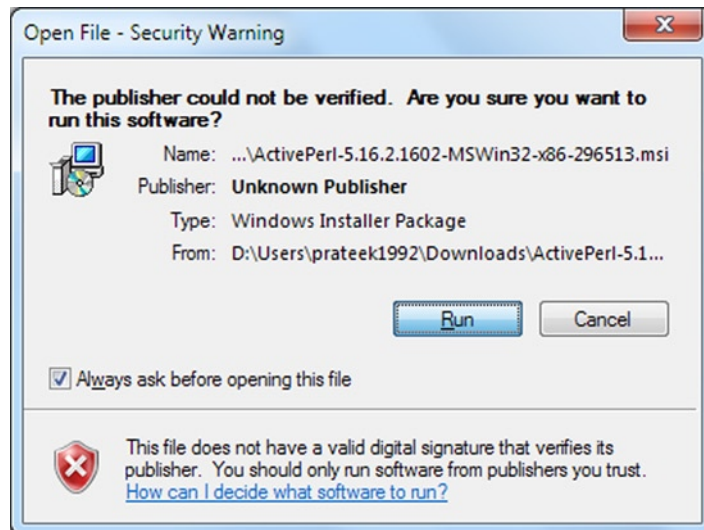 Open File - Security Warning
The publisher could not be verified. Are you sure you want to
run this software?
Name: ...\ActivePerl-5.16.2.1602-MSWin32-x86-296513.msi
Publisher: Unknown Publisher
Type: Windows Installer Package
From: D:\Users\prateek1992\Downloads\ActivePerl-5.1...
Run Cancel
Always ask before opening this file
This file does not have a valid digital signature that verifies its
publisher. You should only run software from publishers you trust.
How can I decide what software to run?